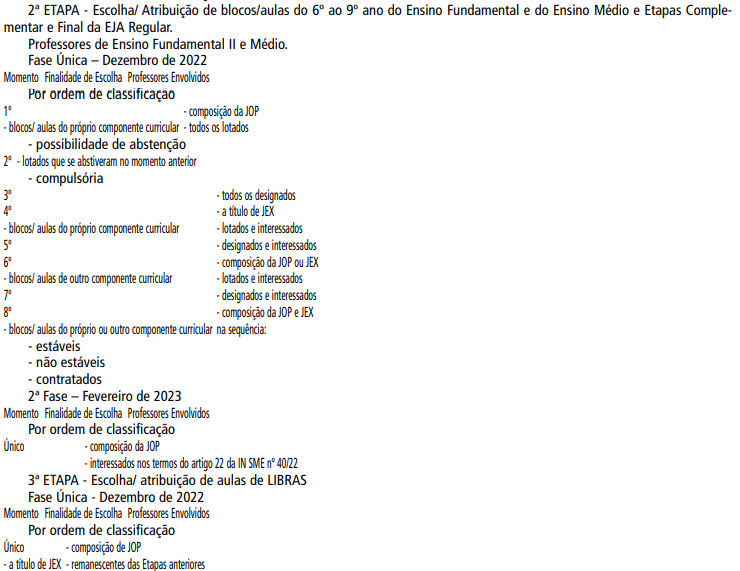 2ª ETAPA - Escolha/ Atribuição de blocos/aulas do 6º ao 9º ano do Ensino Fundamental e do Ensino Médio e Etapas Comple-
mentar e Final da EJA Regular.
Professores de Ensino Fundamental II e Médio.
Fase Única – Dezembro de 2022
Momento Finalidade de Escolha Professores Envolvidos
Por ordem de classificação
1º - composição da JOP
- blocos/ aulas do próprio componente curricular - todos os lotados
- possibilidade de abstenção
2º - lotados que se abstiveram no momento anterior
- compulsória
3º - todos os designados
4º - a título de JEX
- blocos/ aulas do próprio componente curricular - lotados e interessados
5º - designados e interessados
6º - composição da JOP ou JEX
- blocos/ aulas de outro componente curricular - lotados e interessados
7º - designados e interessados
8º - composição da JOP e JEX
- blocos/ aulas do próprio ou outro componente curricular na sequência:
- estáveis
- não estáveis
- contratados
2ª Fase – Fevereiro de 2023
Momento Finalidade de Escolha Professores Envolvidos
Por ordem de classificação
Único - composição da JOP
- interessados nos termos do artigo 22 da IN SME nº 40/22
3ª ETAPA - Escolha/ atribuição de aulas de LIBRAS
Fase Única - Dezembro de 2022
Momento Finalidade de Escolha Professores Envolvidos
Por ordem de classificação
Único - composição de JOP
- a título de JEX - remanescentes das Etapas anteriores